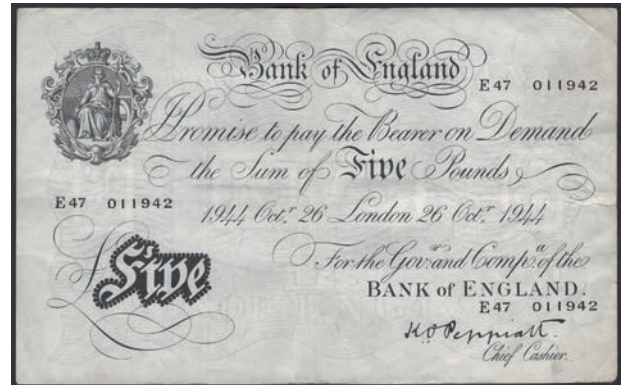 Bank of England
E47 011942
Promise to pay the Bearer on Demand
the Sum of Five Pounds
E47 011942
1944 Octr. 26 London 26 Octr. 1944
For the Govr. and Compa. of the
BANK of ENGLAND.
E47 011942
£Five
K O Peppiatt
Chief Cashier.